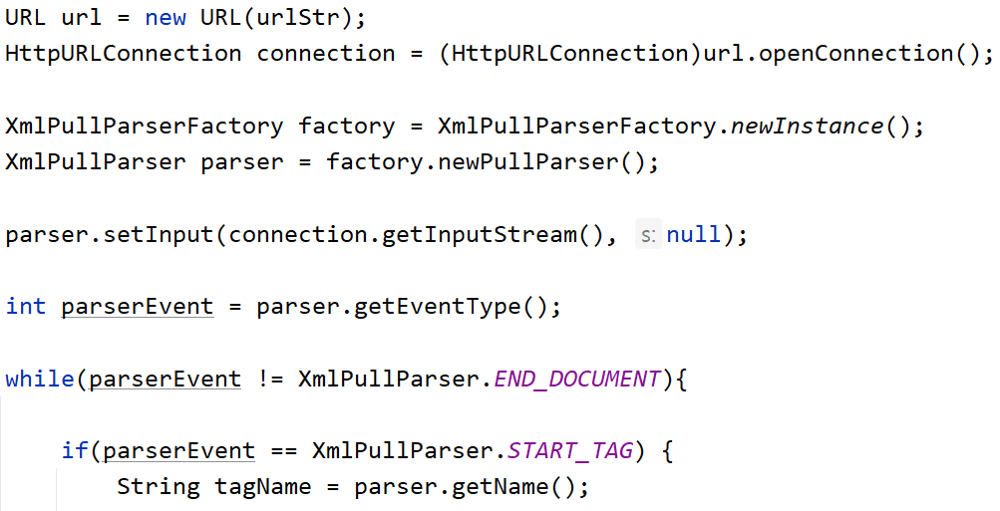 URL url = new URL(urlStr);
HttpURLConnection connection = (HttpURLConnection)url.openConnection();
XmlPullParserFactory factory = XmlPullParserFactory.newInstance();
XmlPullParser parser = factory.newPullParser();
parser.setInput(connection.getInputStream(), s: null);
int parserEvent = parser.getEventType();
while(parserEvent != XmlPullParser.END_DOCUMENT){
if(parserEvent == XmlPullParser.START_TAG) {
String tagName = parser.getName();